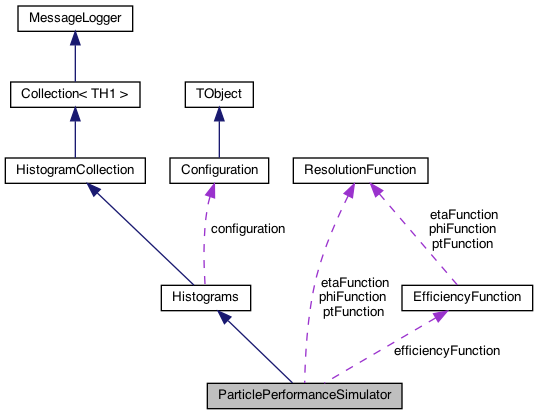 MessageLogger
Collection< TH1 >
TObject
HistogramCollection
Configuration
ResolutionFunction
configuration
etaFunction
phiFunction
ptFunction
etaFunction
phiFunction
ptFunction
Histograms
EfficiencyFunction
efficiencyFunction
ParticlePerformanceSimulator